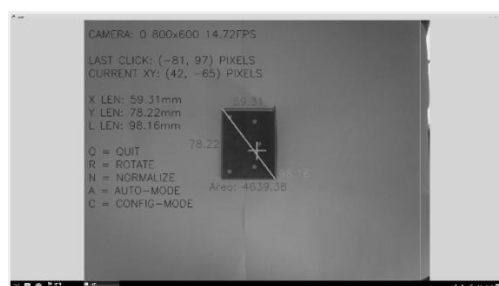 CAMERA: 0 800x600 14.72FPS
LAST CLICK: (-81, 97) PIXELS
CURRENT XY: (42, -65) PIXELS
X LEN: 59.31mm
Y LEN: 78.22mm
L LEN: 98.16mm
59.31
78.22
98.16
Area: 4639.38
Q = QUIT
R = ROTATE
N = NORMALIZE
A = AUTO-MODE
C = CONFIG-MODE